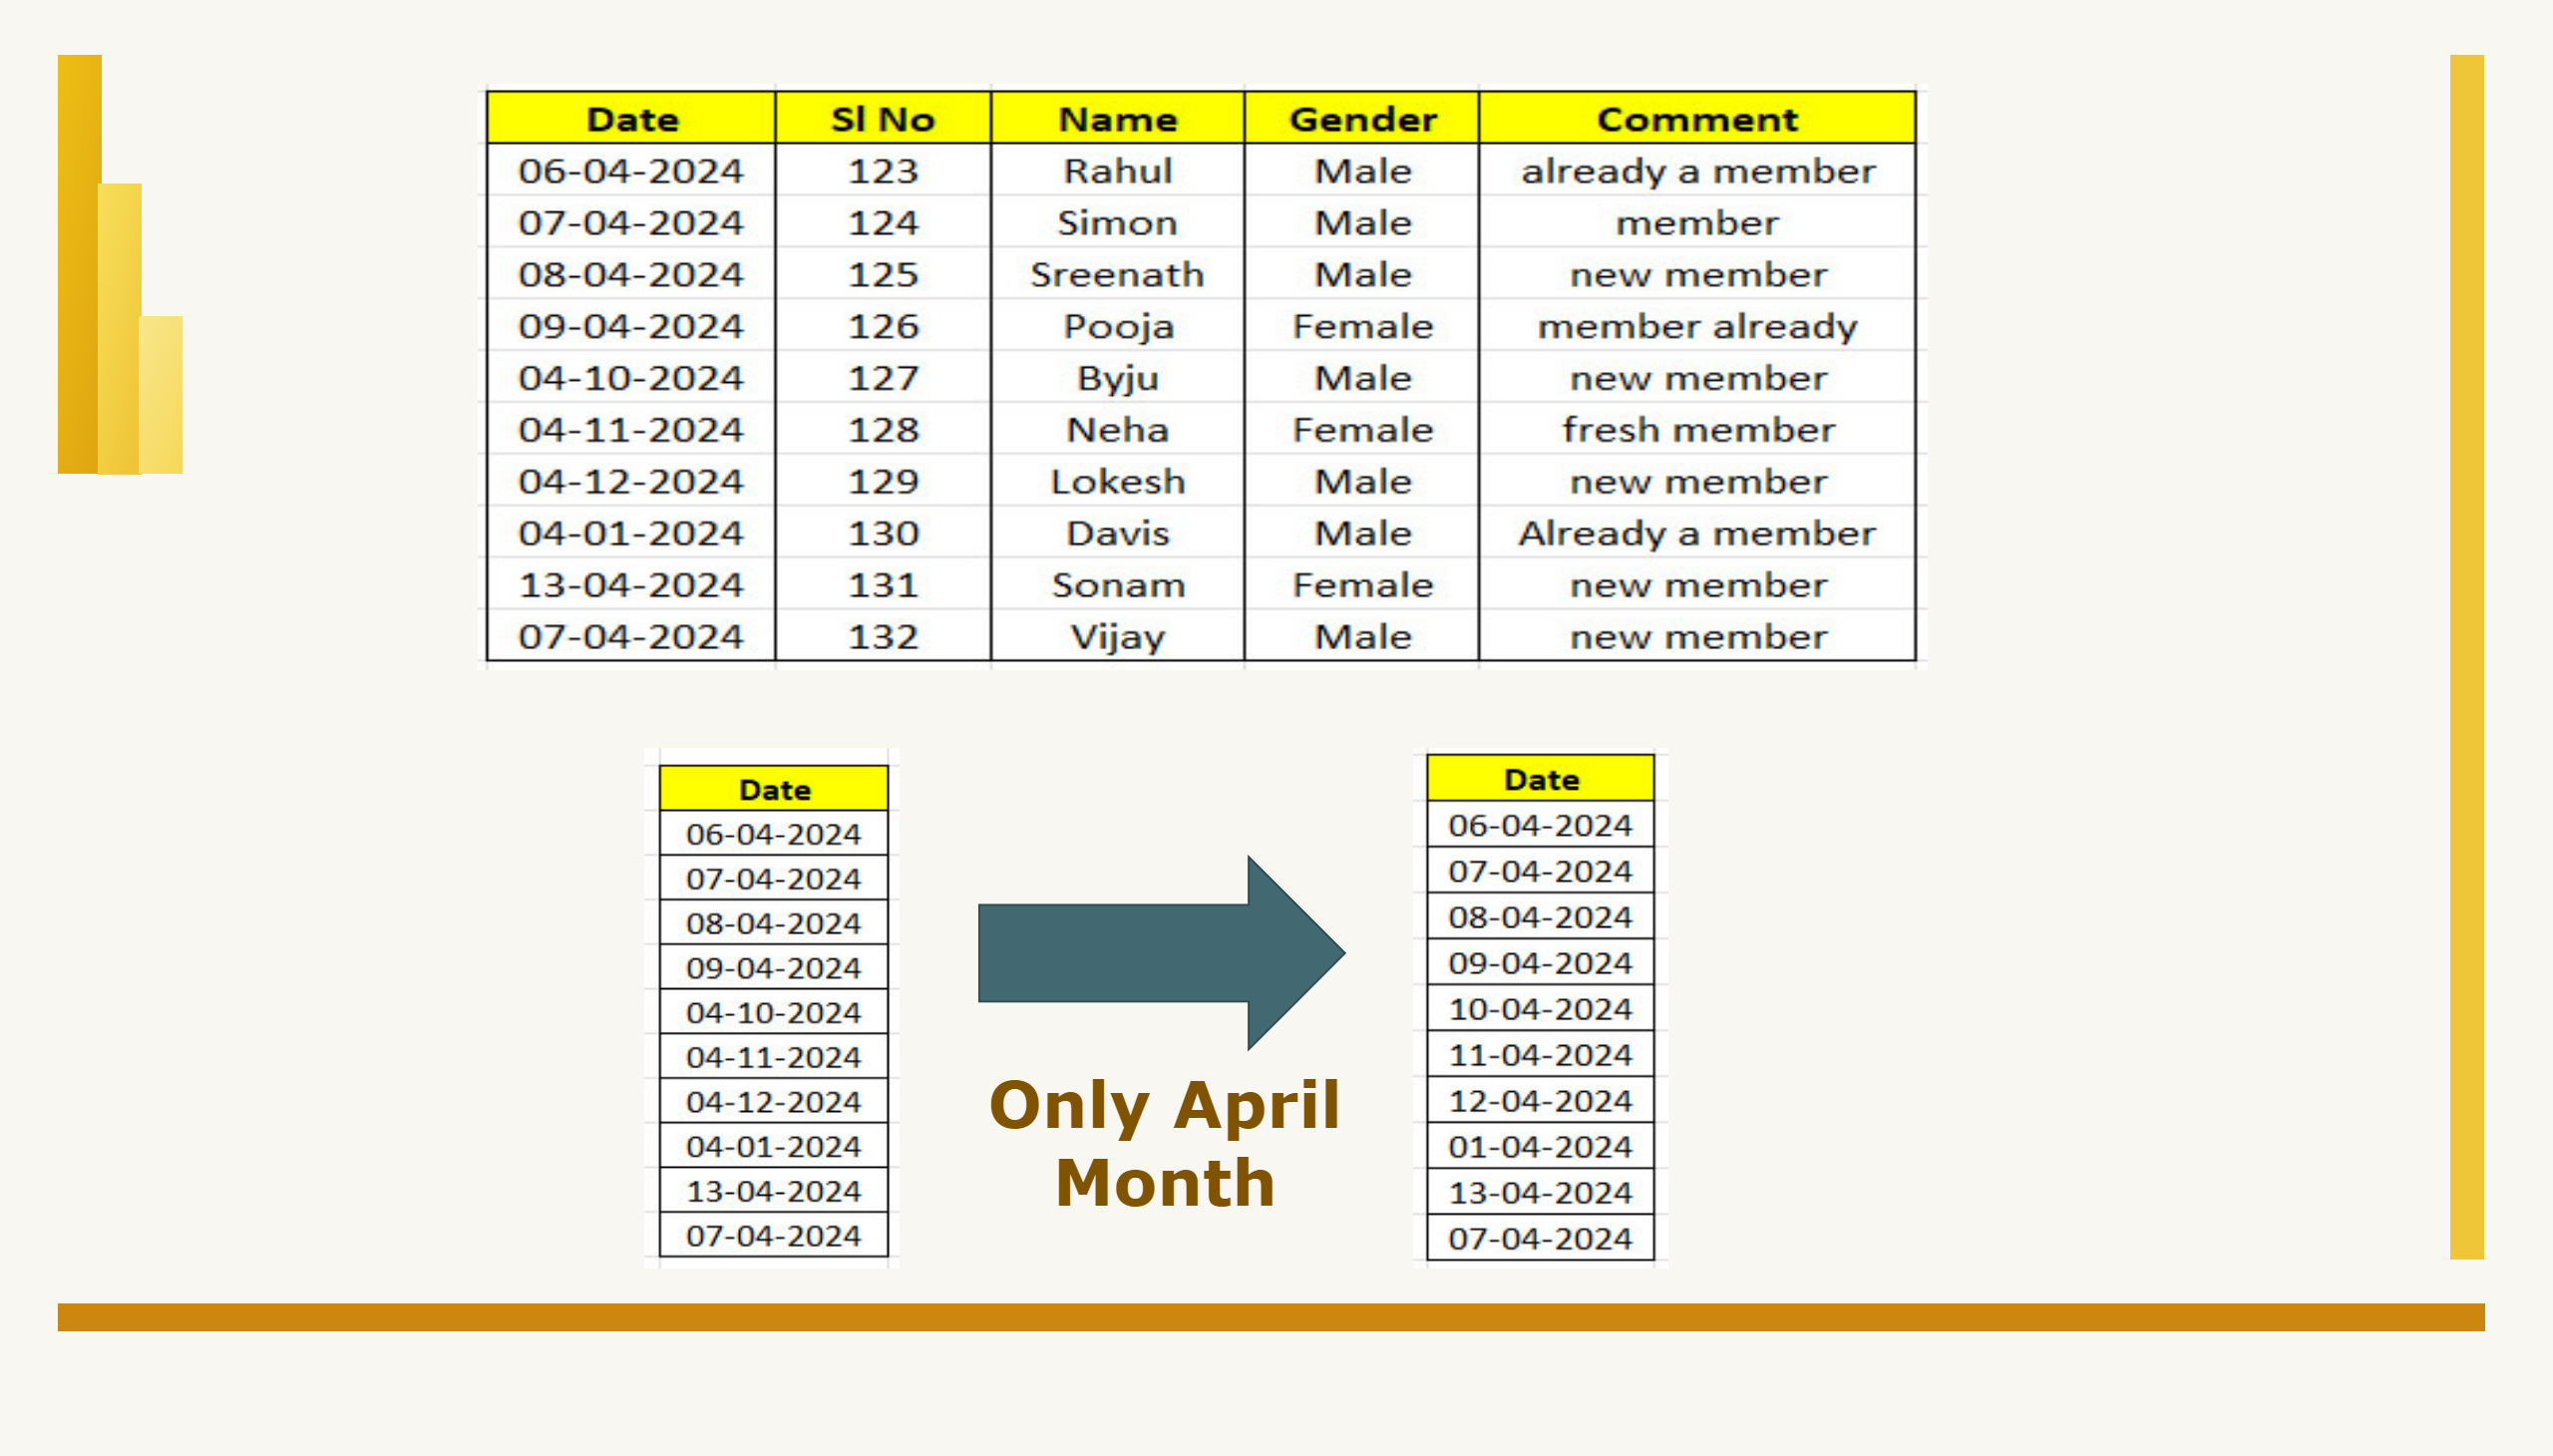 Date Sl No Name Gender Comment
06-04-2024 123 Rahul Male already a member
07-04-2024 124 Simon Male member
08-04-2024 125 Sreenath Male new member
09-04-2024 126 Pooja Female member already
04-10-2024 127 Byju Male new member
04-11-2024 128 Neha Female fresh member
04-12-2024 129 Lokesh Male new member
04-01-2024 130 Davis Male Already a member
13-04-2024 131 Sonam Female new member
07-04-2024 132 Vijay Male new member
Date
06-04-2024
07-04-2024
08-04-2024
09-04-2024
04-10-2024
04-11-2024
04-12-2024
04-01-2024
13-04-2024
07-04-2024
Only April
Month
Date
06-04-2024
07-04-2024
08-04-2024
09-04-2024
10-04-2024
11-04-2024
12-04-2024
01-04-2024
13-04-2024
07-04-2024